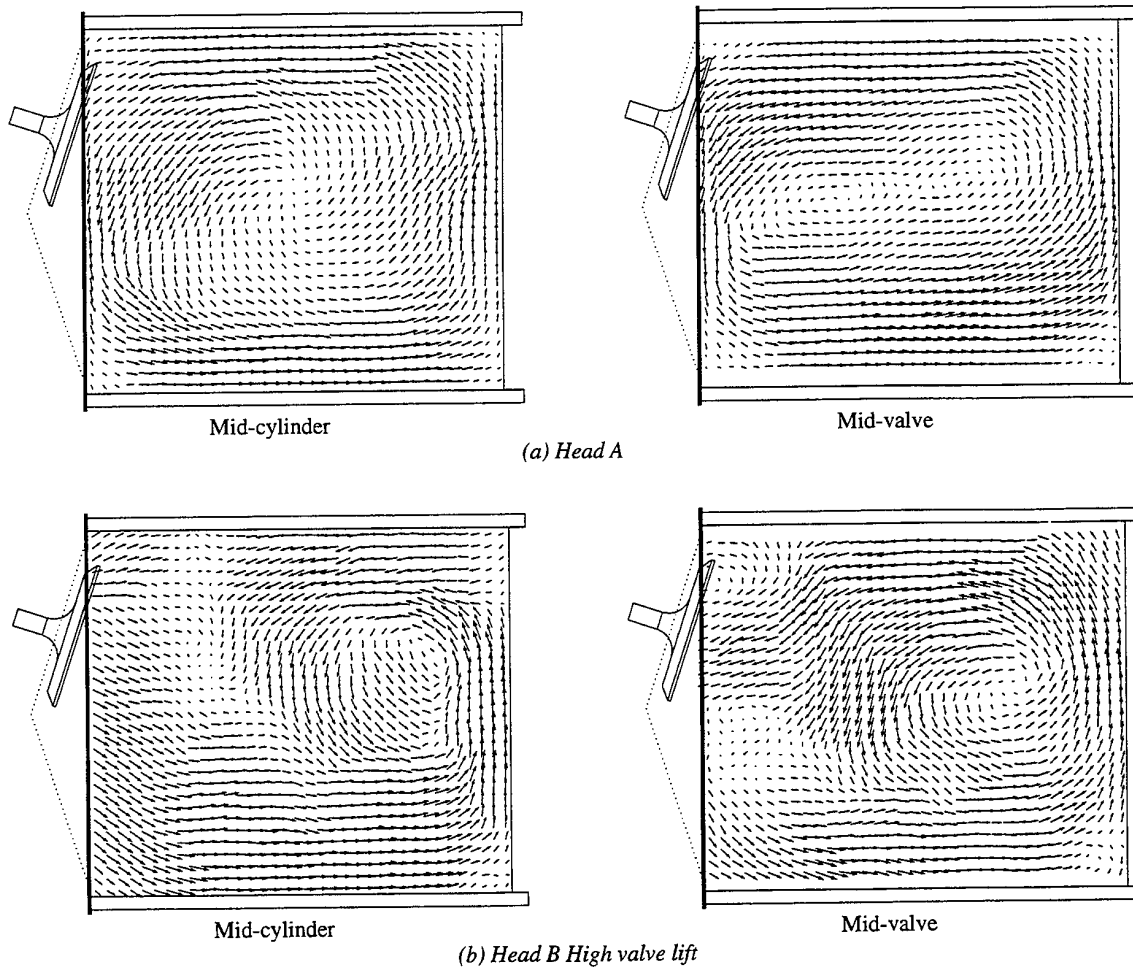 Mid-cylinder
Mid-valve
(a) Head A
Mid-cylinder
Mid-valve
(b) Head B High valve lift